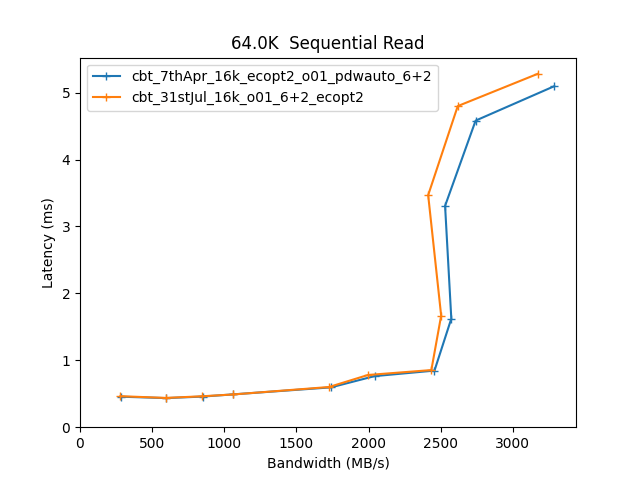 64.0K  Sequential Read
cbt_7thApr_16k_ecopt2_o01_pdwauto_6+2
cbt_31stJul_16k_o01_6+2_ecopt2
5
4
3
2
1
0
Latency (ms)
0 500 1000 1500 2000 2500 3000
Bandwidth (MB/s)